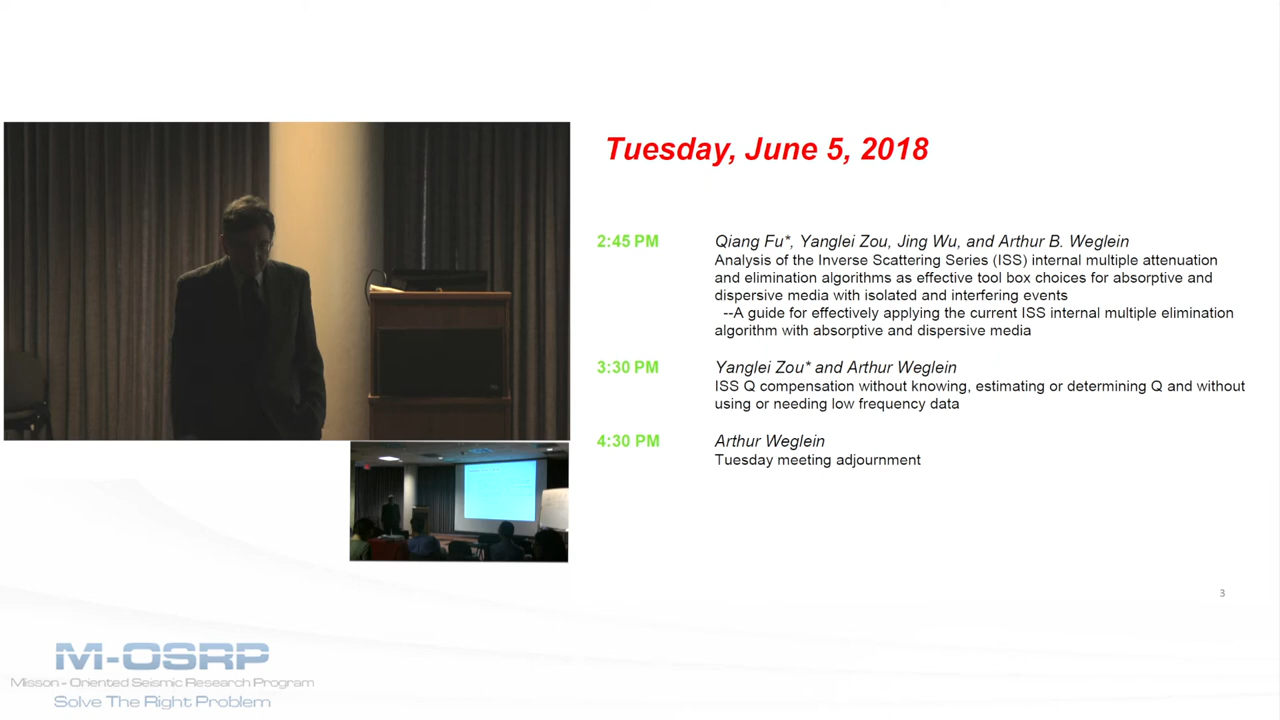 Tuesday, June 5, 2018
2:45 PM
Qiang Fu*, Yanglei Zou, Jing Wu, and Arthur B. Weglein
Analysis of the Inverse Scattering Series (ISS) internal multiple attenuation
and elimination algorithms as effective tool box choices for absorptive and
dispersive media with isolated and interfering events
--A guide for effectively applying the current ISS internal multiple elimination
algorithm with absorptive and dispersive media
3:30 PM
Yanglei Zou* and Arthur Weglein
ISS Q compensation without knowing, estimating or determining Q and without
using or needing low frequency data
4:30 PM
Arthur Weglein
Tuesday meeting adjournment
3
M-OSRP
Misson - Oriented Seismic Research Program
Solve The Right Problem